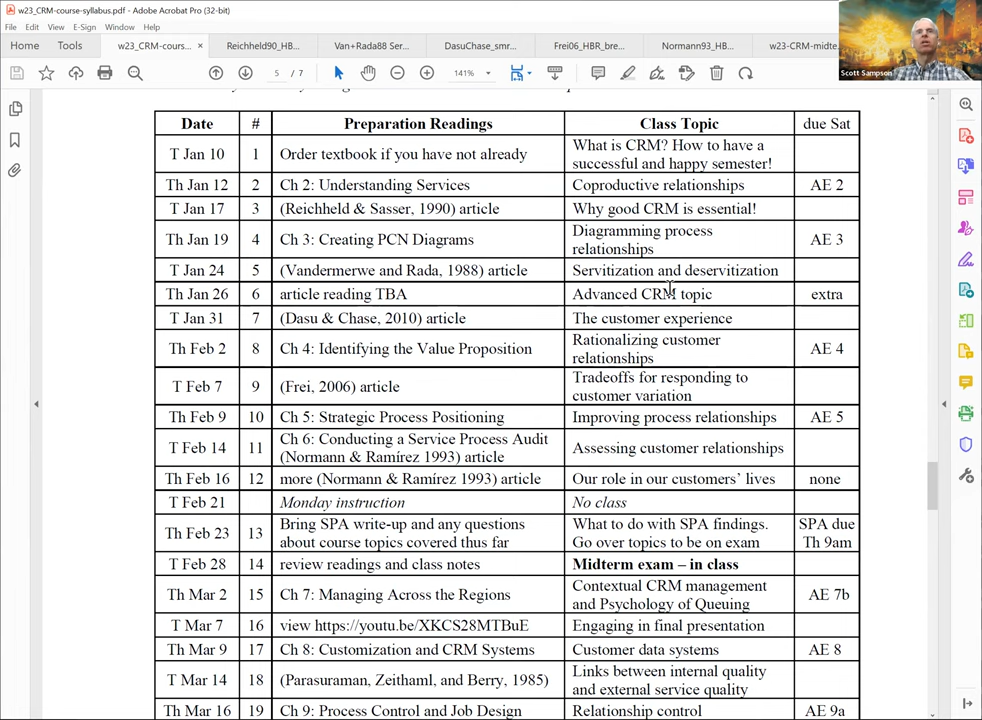 w23_CRM-course-syllabus.pdf - Adobe Acrobat Pro (32-bit)
File Edit View E-Sign Window Help
Home Tools w23_CRM-cours... × Reichheld90_HB... Van+Rada88 Ser... DasuChase_smr... Frei06_HBR_bre... Normann93_HB... w23-CRM-midte...
5 / 7 141%
Scott Sampson
Date # Preparation Readings Class Topic due Sat
T Jan 10 1 Order textbook if you have not already What is CRM? How to have a
successful and happy semester!
Th Jan 12 2 Ch 2: Understanding Services Coproductive relationships AE 2
T Jan 17 3 (Reichheld & Sasser, 1990) article Why good CRM is essential!
Th Jan 19 4 Ch 3: Creating PCN Diagrams Diagramming process
relationships AE 3
T Jan 24 5 (Vandermerwe and Rada, 1988) article Servitization and deservitization
Th Jan 26 6 article reading TBA Advanced CRM topic extra
T Jan 31 7 (Dasu & Chase, 2010) article The customer experience
Th Feb 2 8 Ch 4: Identifying the Value Proposition Rationalizing customer
relationships AE 4
T Feb 7 9 (Frei, 2006) article Tradeoffs for responding to
customer variation
Th Feb 9 10 Ch 5: Strategic Process Positioning Improving process relationships AE 5
T Feb 14 11 Ch 6: Conducting a Service Process Audit
(Normann & Ramírez 1993) article Assessing customer relationships
Th Feb 16 12 more (Normann & Ramírez 1993) article Our role in our customers' lives none
T Feb 21 Monday instruction No class
Th Feb 23 13 Bring SPA write-up and any questions
about course topics covered thus far What to do with SPA findings.
Go over topics to be on exam SPA due
Th 9am
T Feb 28 14 review readings and class notes Midterm exam – in class
Th Mar 2 15 Ch 7: Managing Across the Regions Contextual CRM management
and Psychology of Queuing AE 7b
T Mar 7 16 view https://youtu.be/XKCS28MTBuE Engaging in final presentation
Th Mar 9 17 Ch 8: Customization and CRM Systems Customer data systems AE 8
T Mar 14 18 (Parasuraman, Zeithaml, and Berry, 1985) Links between internal quality
and external service quality
Th Mar 16 19 Ch 9: Process Control and Job Design Relationship control AE 9a